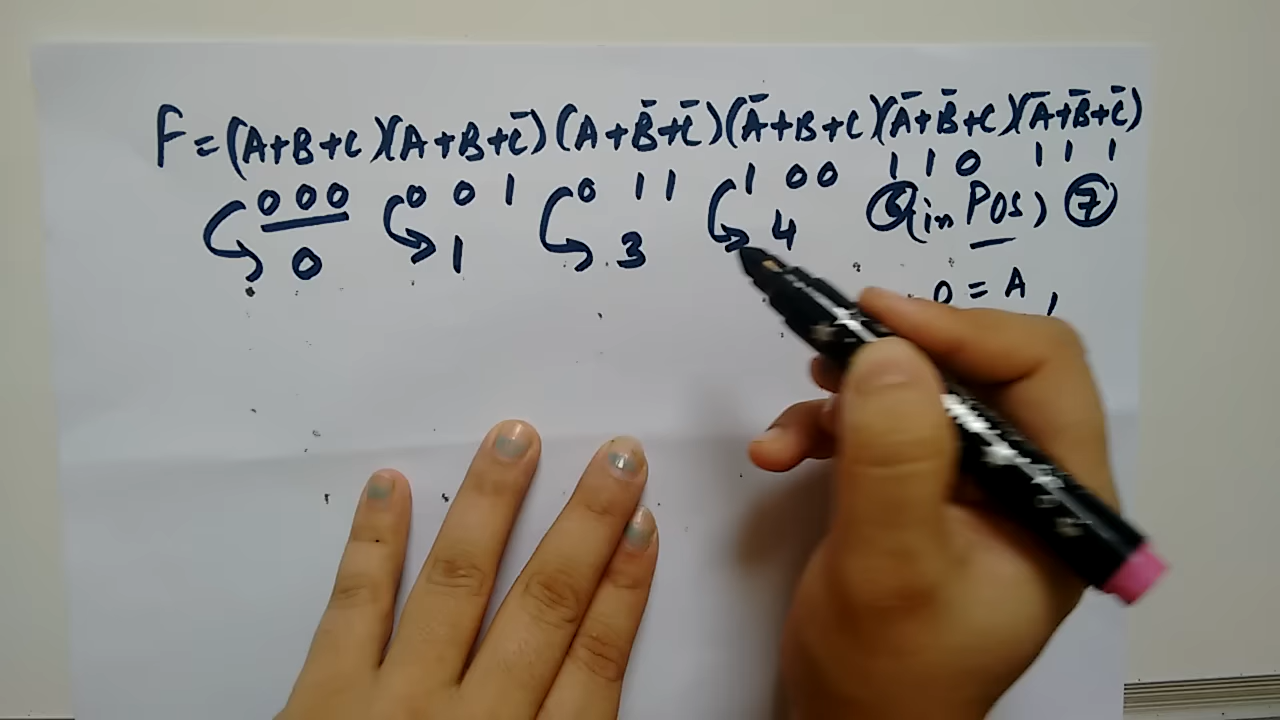 F = (A+B+C)(A+B+C̄)(A+B̄+C̄)(Ā+B+C)(Ā+B̄+C)(Ā+B̄+C̄)
000 001 011 100 110 111
0 1 3 4 6 (in POS) 7
0 = A